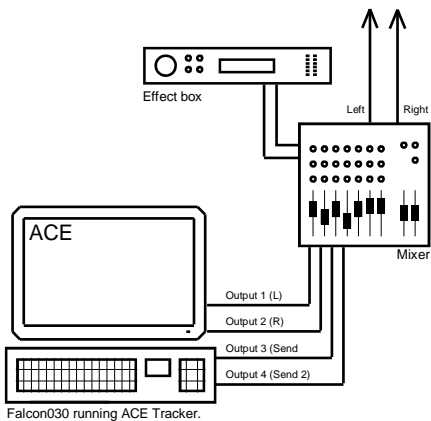 Effect box
Left
Right
Mixer
ACE
Output 1 (L)
Output 2 (R)
Output 3 (Send
Output 4 (Send 2)
Falcon030 running ACE Tracker.